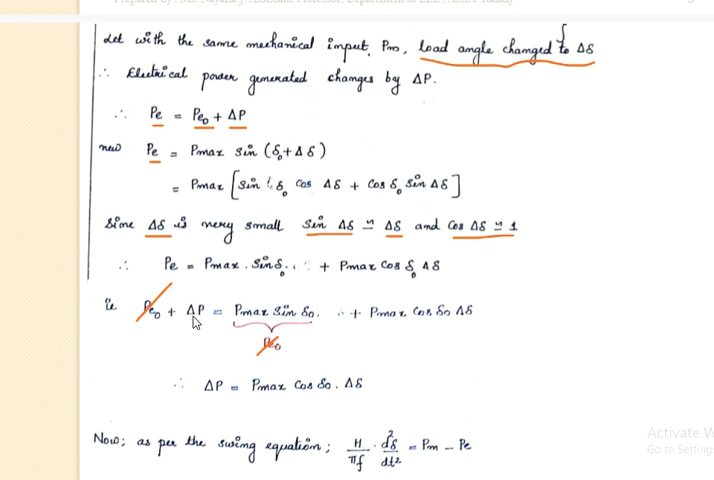 Let with the same mechanical input, Pmo, load angle changed to Δδ
∴ Electrical power generated changes by ΔP.
∴ Pe = Pe₀ + ΔP
new Pe = Pmax sin (δ₀ + Δδ)
= Pmax [sin δ₀ cos Δδ + cos δ₀ sin Δδ]
Since Δδ is very small sin Δδ ≃ Δδ and cos Δδ ≃ 1
∴ Pe = Pmax . sin δ₀ + Pmax cos δ₀ Δδ
ie Pe₀ + ΔP = Pmax sin δ₀ + Pmax cos δ₀ Δδ
Pe₀
∴ ΔP = Pmax cos δ₀ . Δδ
Now; as per the swing equation; H/πf . d²δ/dt² = Pm - Pe
Activate W
Go to Setting